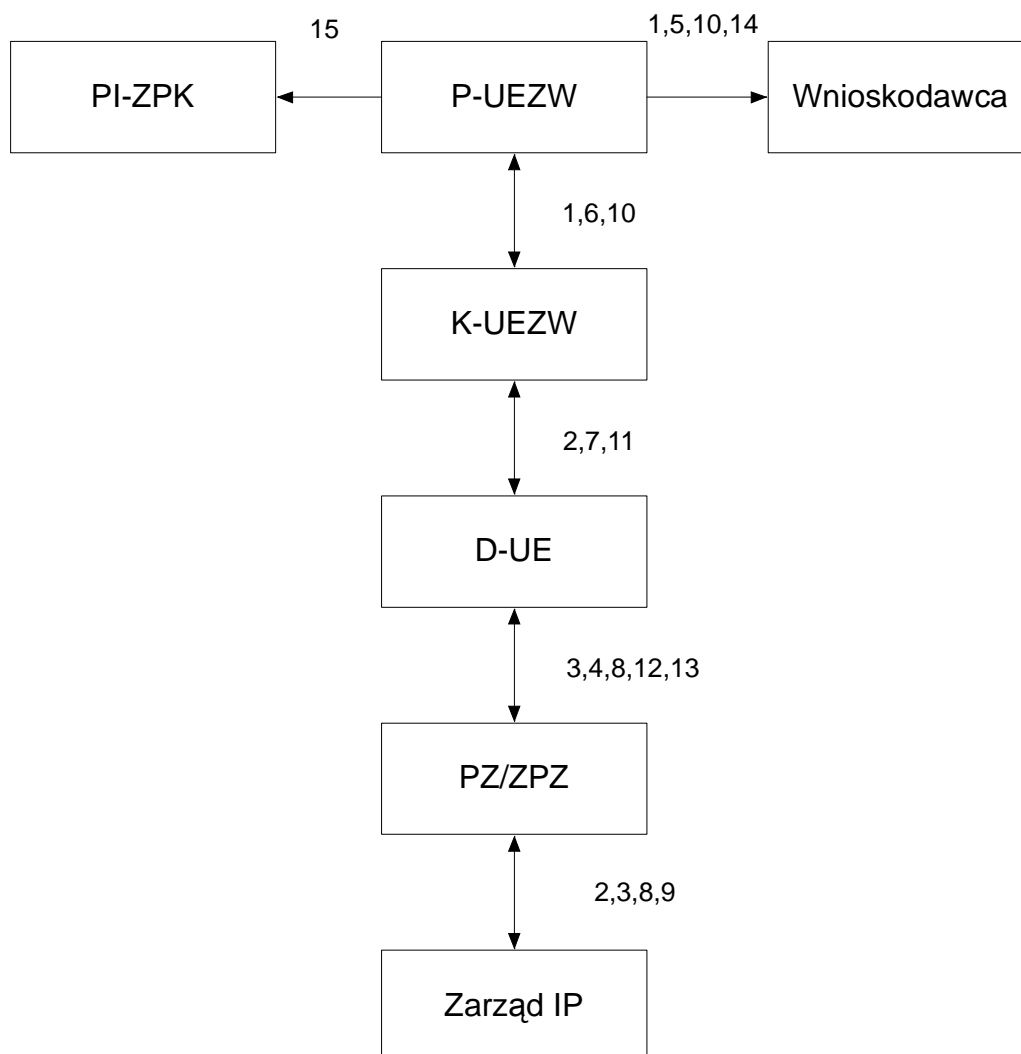 15
1,5,10,14
PI-ZPK
P-UEZW
Wnioskodawca
1,6,10
K-UEZW
2,7,11
D-UE
3,4,8,12,13
PZ/ZPZ
2,3,8,9
Zarząd IP